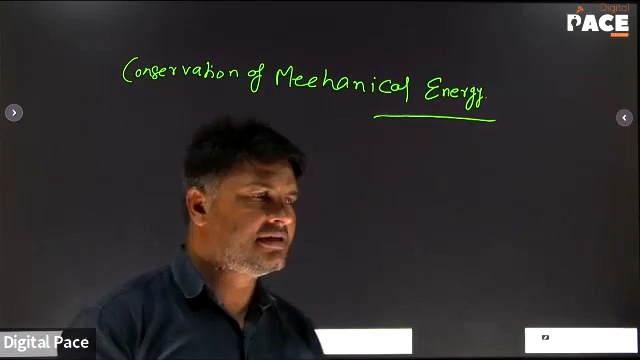 Digital
PACE
Conservation of Mechanical Energy.
Digital Pace